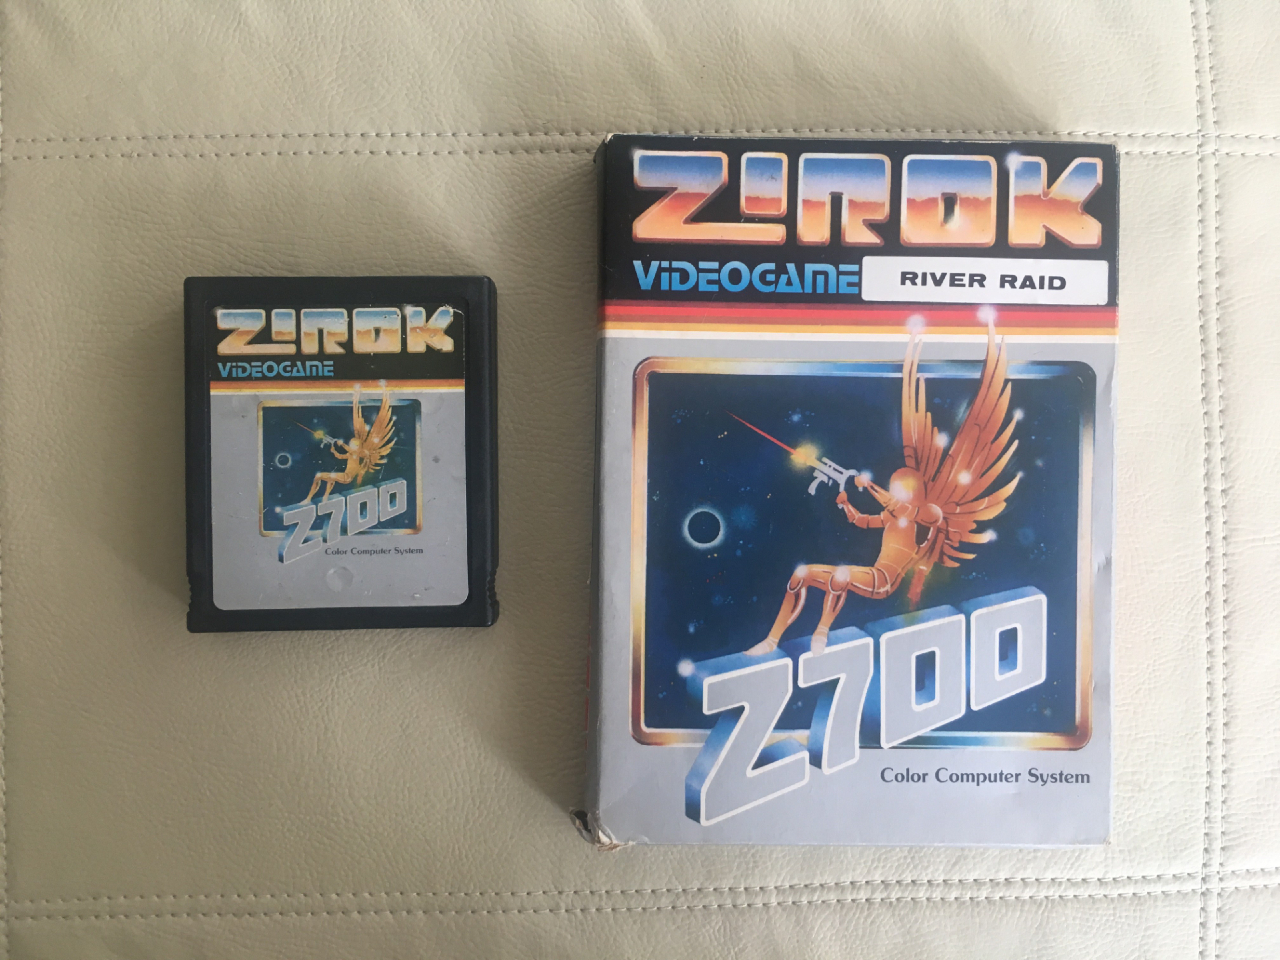 ZIROK
VIDEOGAME
Z700
Color Computer System
ZIROK
VIDEOGAME
RIVER RAID
Z700
Color Computer System